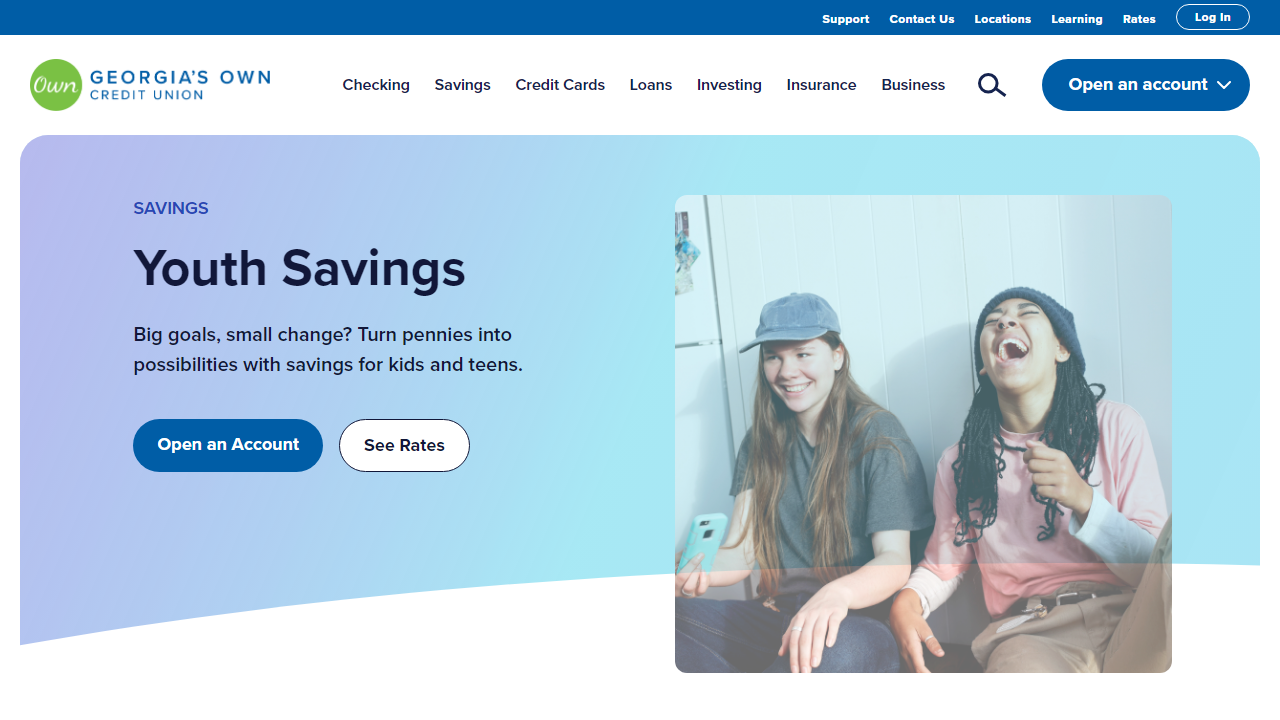 Support Contact Us Locations Learning Rates Log In
Own GEORGIA'S OWN
CREDIT UNION
Checking Savings Credit Cards Loans Investing Insurance Business Open an account
SAVINGS
Youth Savings
Big goals, small change? Turn pennies into
possibilities with savings for kids and teens.
Open an Account See Rates